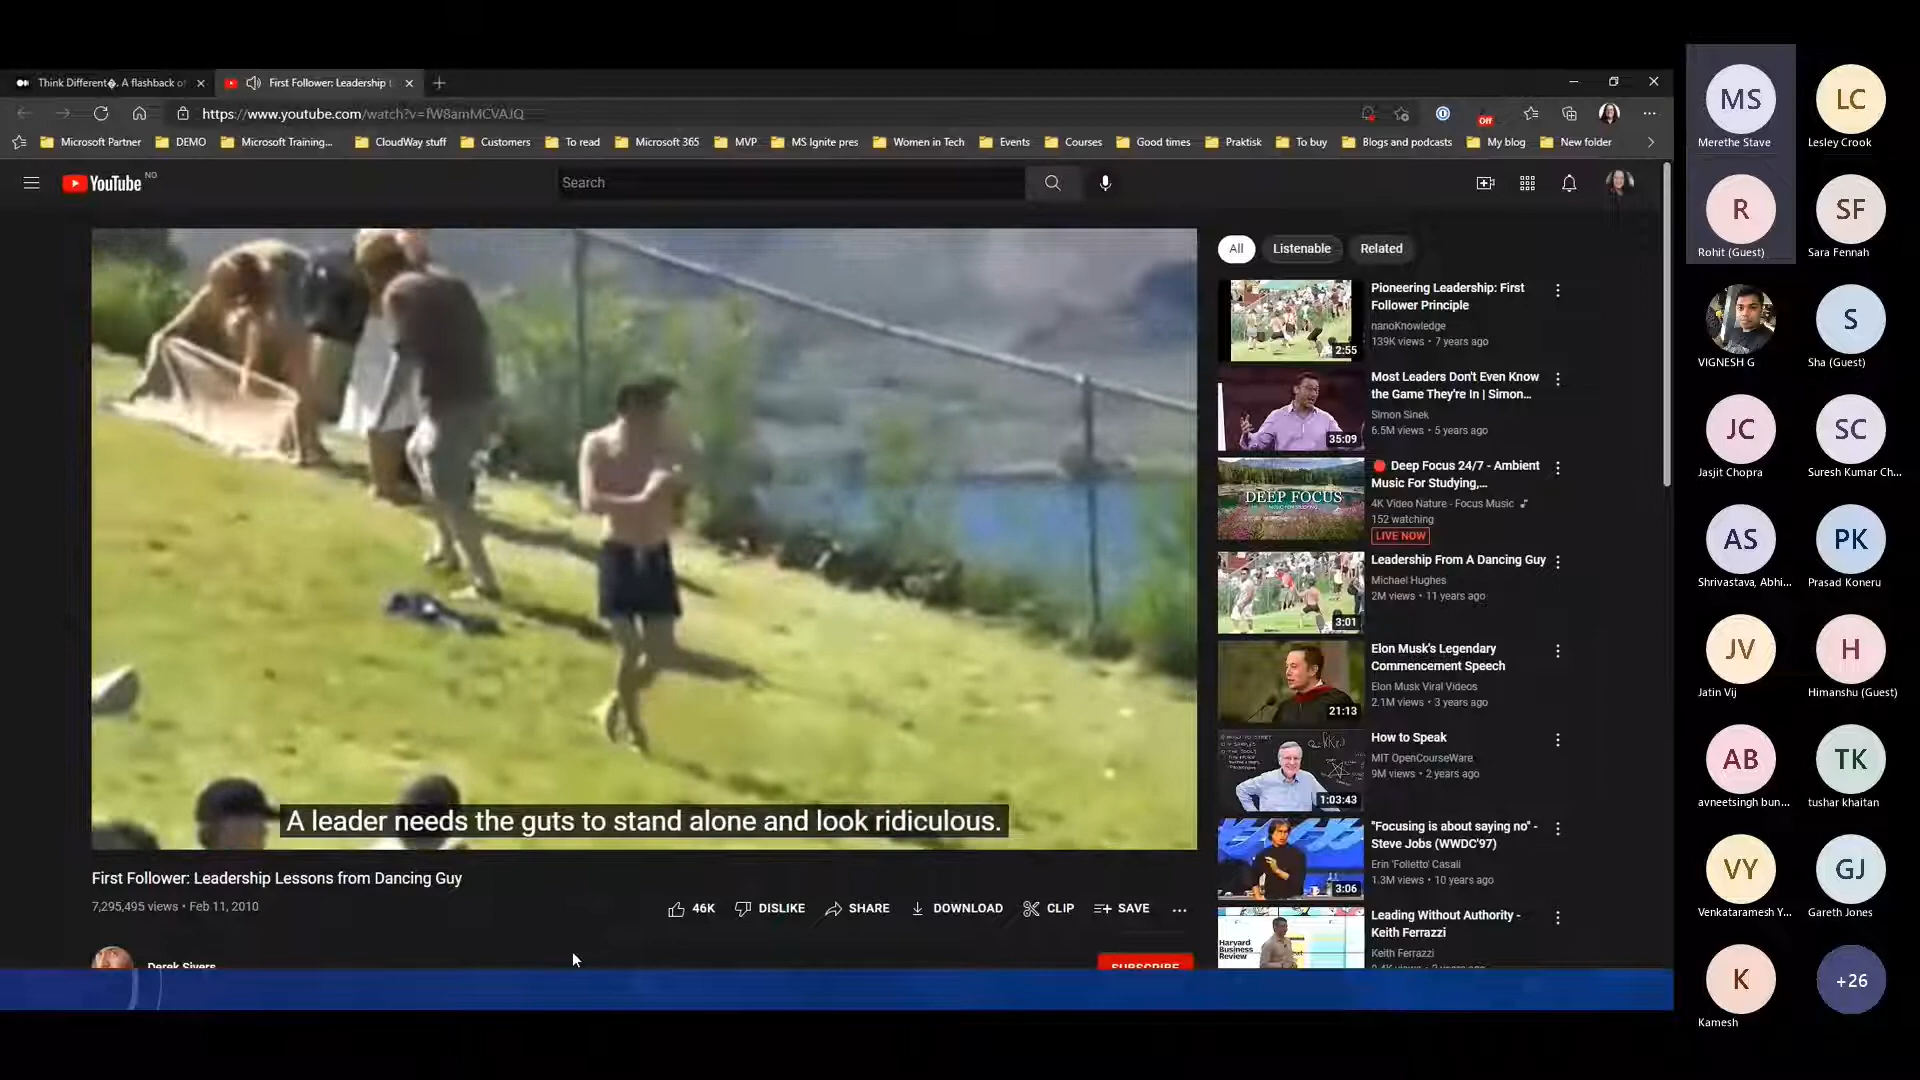 Think Different�. A flashback of
First Follower: Leadership
https://www.youtube.com/watch?v=fW8amMCVAJQ
Off
Microsoft Partner
DEMO
Microsoft Training...
CloudWay stuff
Customers
To read
Microsoft 365
MVP
MS Ignite pres
Women in Tech
Events
Courses
Good times
Praktisk
To buy
Blogs and podcasts
My blog
New folder
YouTube NO
Search
All
Listenable
Related
A leader needs the guts to stand alone and look ridiculous.
First Follower: Leadership Lessons from Dancing Guy
7,295,495 views • Feb 11, 2010
46K
DISLIKE
SHARE
DOWNLOAD
CLIP
SAVE
Derek Sivers
SUBSCRIBE
2:55
Pioneering Leadership: First
Follower Principle
nanoKnowledge
139K views • 7 years ago
35:09
Most Leaders Don't Even Know
the Game They're In | Simon...
Simon Sinek
6.5M views • 5 years ago
DEEP FOCUS
Deep Focus 24/7 - Ambient
Music For Studying,...
4K Video Nature - Focus Music
152 watching
LIVE NOW
3:01
Leadership From A Dancing Guy
Michael Hughes
2M views • 11 years ago
21:13
Elon Musk's Legendary
Commencement Speech
Elon Musk Viral Videos
2.1M views • 3 years ago
1:03:43
How to Speak
MIT OpenCourseWare
9M views • 2 years ago
3:06
"Focusing is about saying no" -
Steve Jobs (WWDC'97)
Erin 'Folletto' Casali
1.3M views • 10 years ago
Harvard
Business
Review
Leading Without Authority -
Keith Ferrazzi
Keith Ferrazzi
MS
Merethe Stave
LC
Lesley Crook
R
Rohit (Guest)
SF
Sara Fennah
VIGNESH G
S
Sha (Guest)
JC
Jasjit Chopra
SC
Suresh Kumar Ch...
AS
Shrivastava, Abhi...
PK
Prasad Koneru
JV
Jatin Vij
H
Himanshu (Guest)
AB
avneetsingh bun...
TK
tushar khaitan
VY
Venkataramesh Y...
GJ
Gareth Jones
K
Kamesh
+26